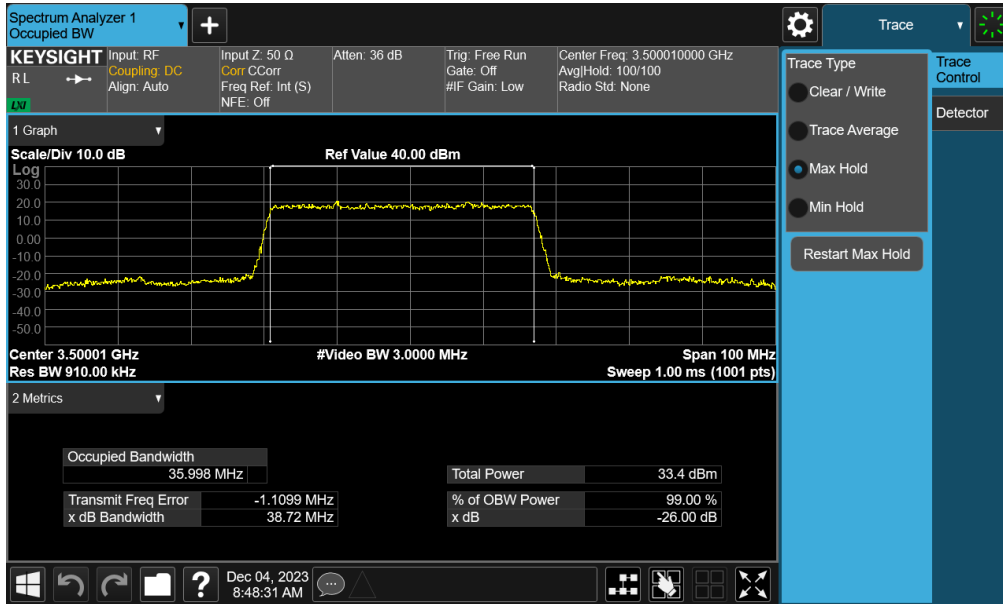 Spectrum Analyzer 1
Occupied BW
Trace
KEYSIGHT
R L
LXI
Input: RF
Coupling: DC
Align: Auto
Input Z: 50 Ω
Corr CCorr
Freq Ref: Int (S)
NFE: Off
Atten: 36 dB
Trig: Free Run
Gate: Off
#IF Gain: Low
Center Freq: 3.500010000 GHz
Avg|Hold: 100/100
Radio Std: None
Trace Type
Clear / Write
Trace Average
Max Hold
Min Hold
Restart Max Hold
Trace
Control
Detector
1 Graph
Scale/Div 10.0 dB
Ref Value 40.00 dBm
Log
30.0
20.0
10.0
0.00
-10.0
-20.0
-30.0
-40.0
-50.0
Center 3.50001 GHz
#Video BW 3.0000 MHz
Span 100 MHz
Res BW 910.00 kHz
Sweep 1.00 ms (1001 pts)
2 Metrics
Occupied Bandwidth
35.998 MHz
Total Power 33.4 dBm
Transmit Freq Error -1.1099 MHz
% of OBW Power 99.00 %
x dB Bandwidth 38.72 MHz
x dB -26.00 dB
Dec 04, 2023
8:48:31 AM